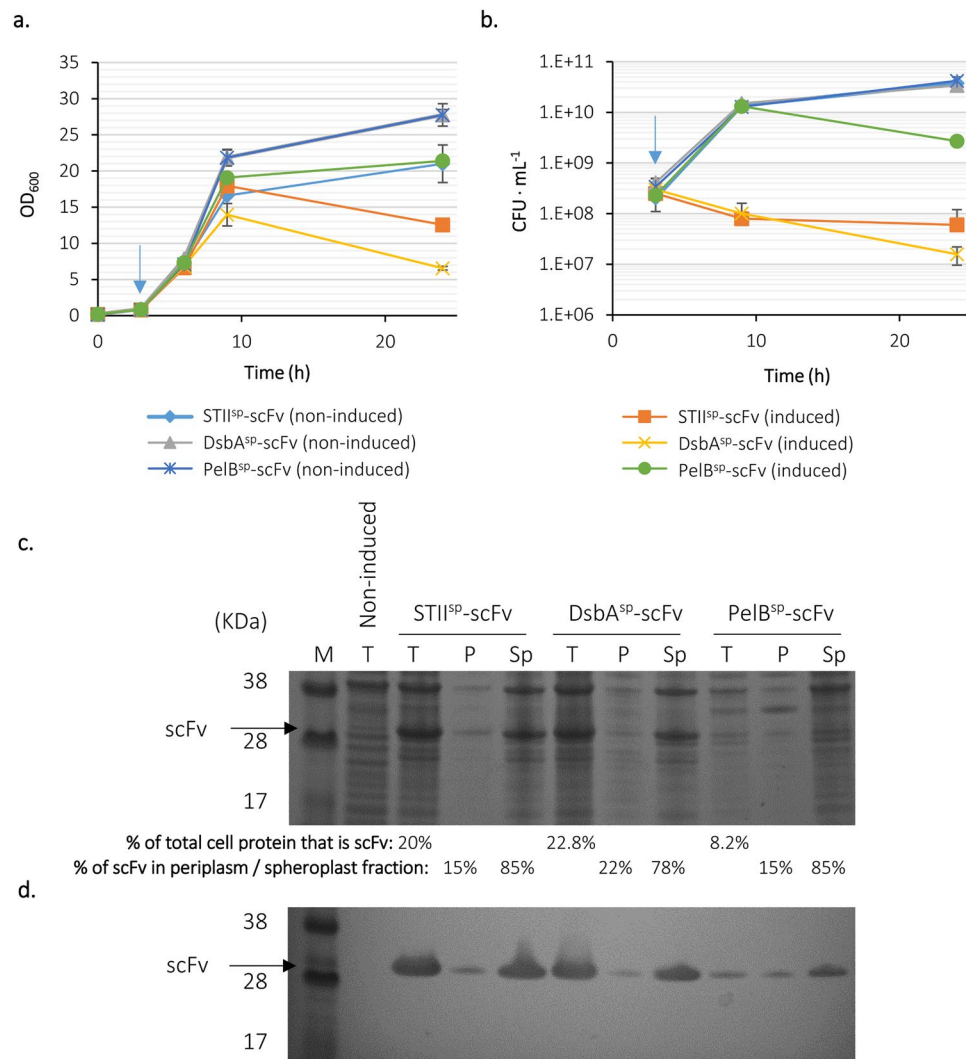 a.
b.
35
30
25
20
15
10
5
0
OD600
0 10 20
Time (h)
1.E+11
1.E+10
1.E+09
1.E+08
1.E+07
1.E+06
CFU · mL-1
0 10 20
Time (h)
STIIsp-scFv (non-induced)
DsbAsp-scFv (non-induced)
PelBsp-scFv (non-induced)
STIIsp-scFv (induced)
DsbAsp-scFv (induced)
PelBsp-scFv (induced)
c.
Non-induced
STIIsp-scFv DsbAsp-scFv PelBsp-scFv
(KDa)
M T T P Sp T P Sp T P Sp
38
scFv
28
17
% of total cell protein that is scFv: 20% 22.8% 8.2%
% of scFv in periplasm / spheroplast fraction: 15% 85% 22% 78% 15% 85%
d.
38
scFv
28
17